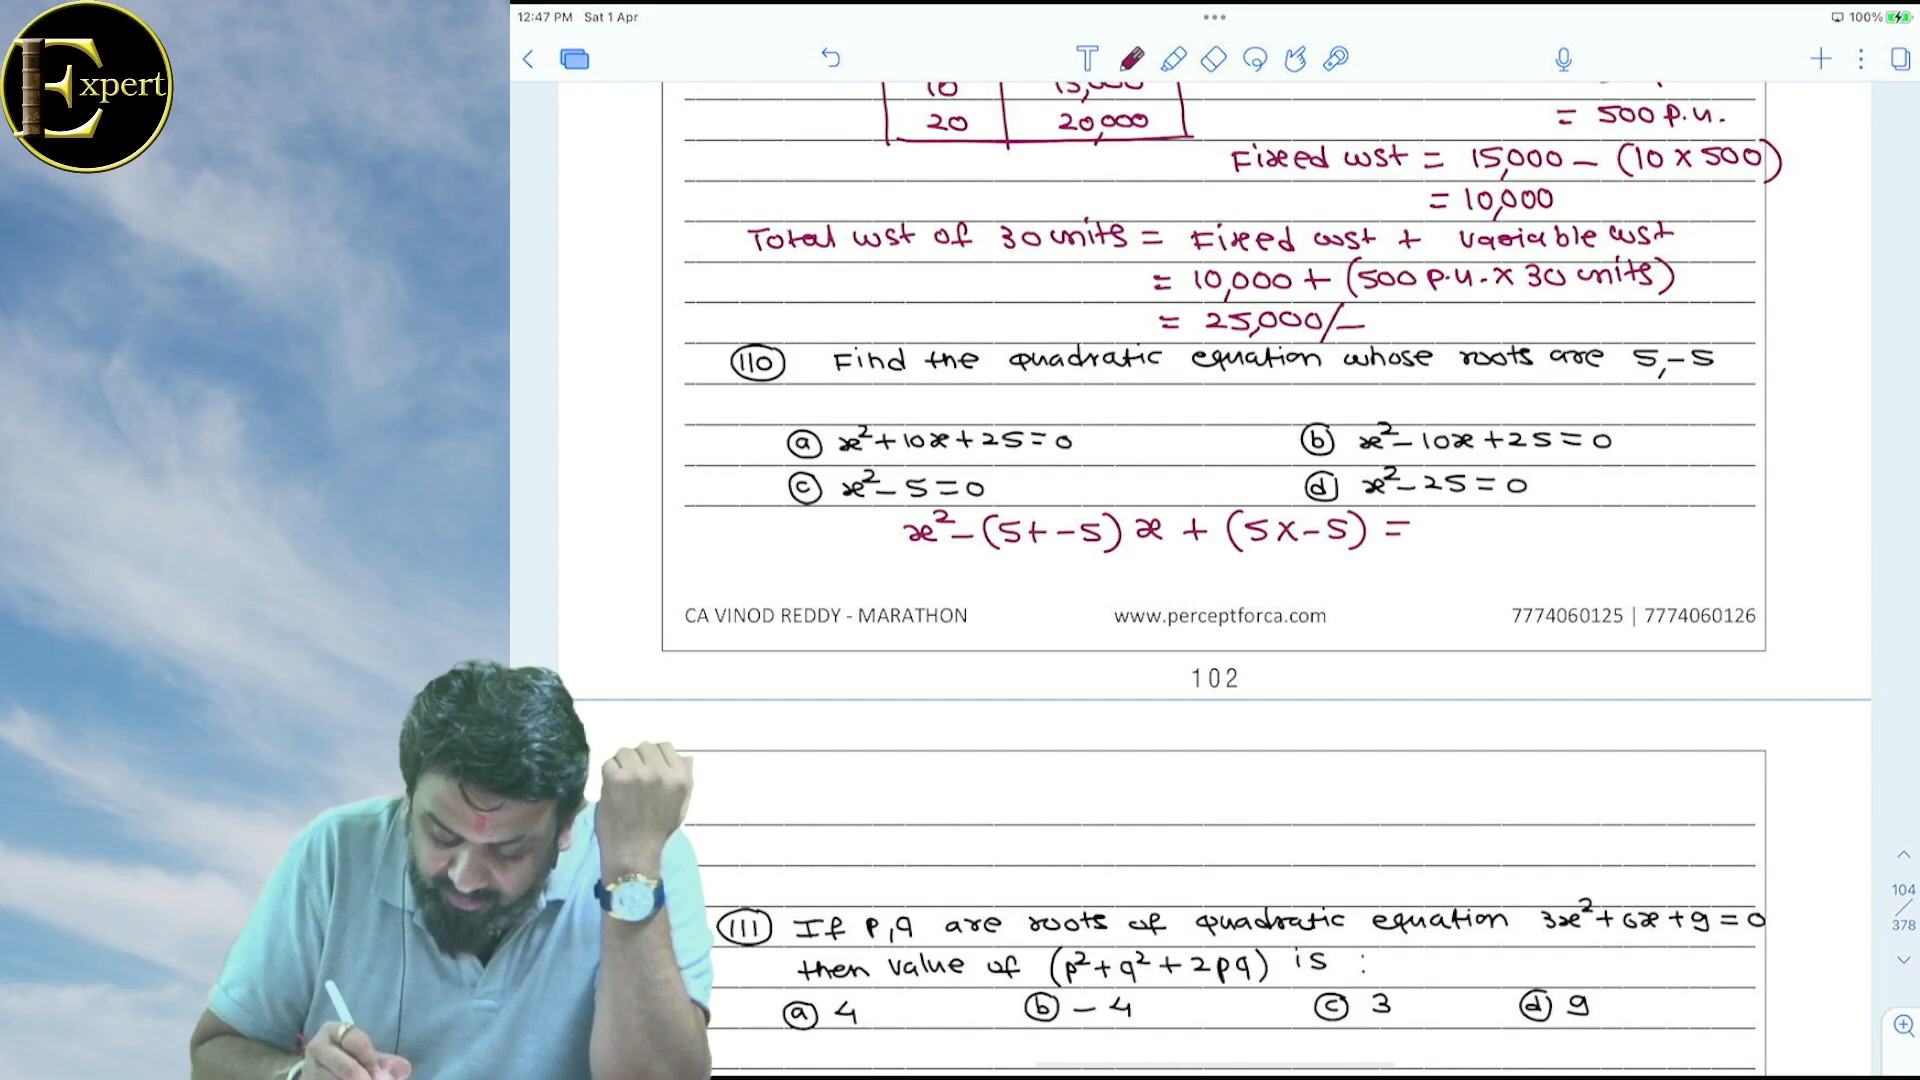 Expert
12:47 PM Sat 1 Apr
100%
10 15,000
20 20,000
= 500 p.u.
Fixed cost = 15,000 - (10 x 500)
= 10,000
Total cost of 30 units = Fixed cost + variable cost
= 10,000 + (500 p.u. x 30 units)
= 25,000/-
110 Find the quadratic equation whose roots are 5, -5
a x²+10x+25=0 b x²-10x+25=0
c x²-5=0 d x²-25=0
x² - (5+-5) x + (5x-5) =
CA VINOD REDDY - MARATHON www.perceptforca.com 7774060125 | 7774060126
102
111 If p,q are roots of quadratic equation 3x²+6x+9=0
then value of (p²+q²+2pq) is :
a 4 b -4 c 3 d 9
104
/
378